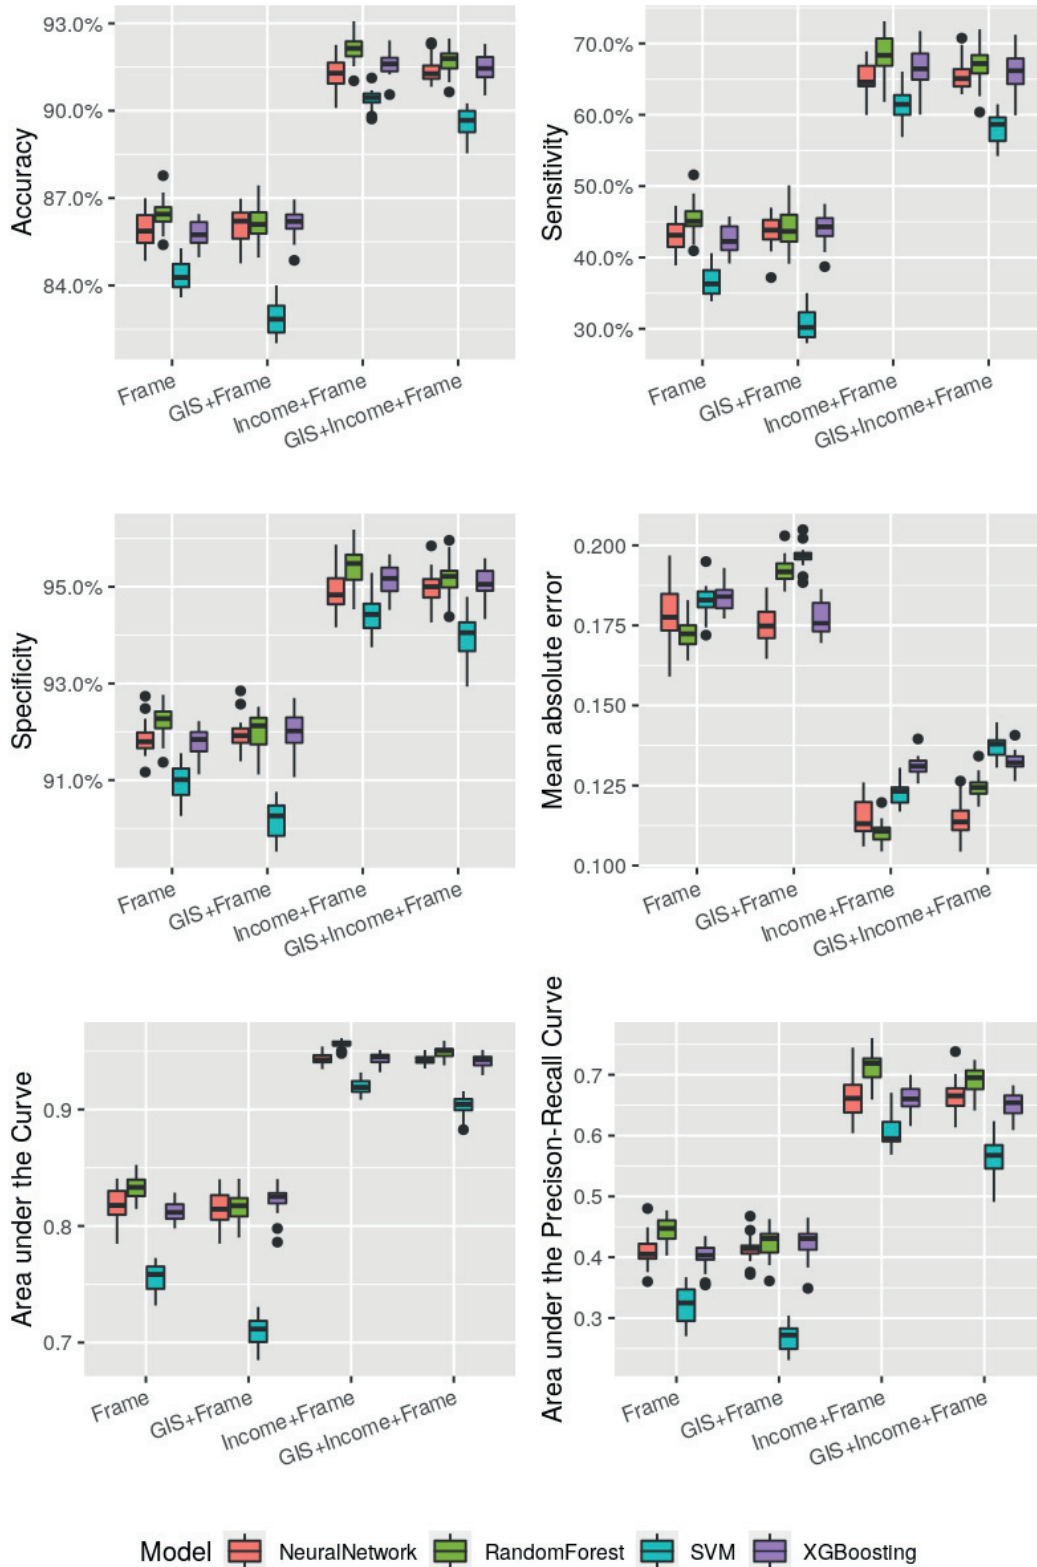 Accuracy
93.0%
90.0%
87.0%
84.0%
Frame
GIS+Frame
Income+Frame
GIS+Income+Frame
Sensitivity
70.0%
60.0%
50.0%
40.0%
30.0%
Frame
GIS+Frame
Income+Frame
GIS+Income+Frame
Specificity
95.0%
93.0%
91.0%
Frame
GIS+Frame
Income+Frame
GIS+Income+Frame
Mean absolute error
0.200
0.175
0.150
0.125
0.100
Frame
GIS+Frame
Income+Frame
GIS+Income+Frame
Area under the Curve
0.9
0.8
0.7
Frame
GIS+Frame
Income+Frame
GIS+Income+Frame
Area under the Precison-Recall Curve
0.7
0.6
0.5
0.4
0.3
Frame
GIS+Frame
Income+Frame
GIS+Income+Frame
Model NeuralNetwork RandomForest SVM XGBoosting